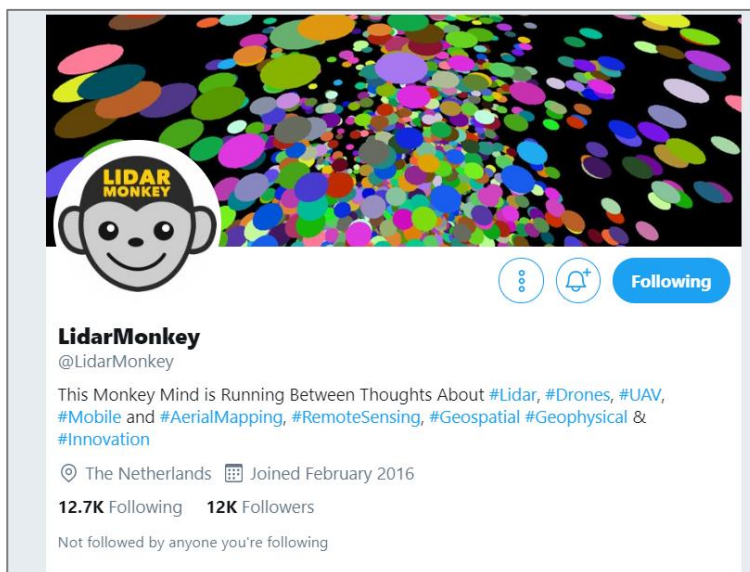 LIDAR
MONKEY
Following
LidarMonkey
@LidarMonkey
This Monkey Mind is Running Between Thoughts About #Lidar, #Drones, #UAV,
#Mobile and #AerialMapping, #RemoteSensing, #Geospatial #Geophysical &
#Innovation
The Netherlands Joined February 2016
12.7K Following 12K Followers
Not followed by anyone you're following